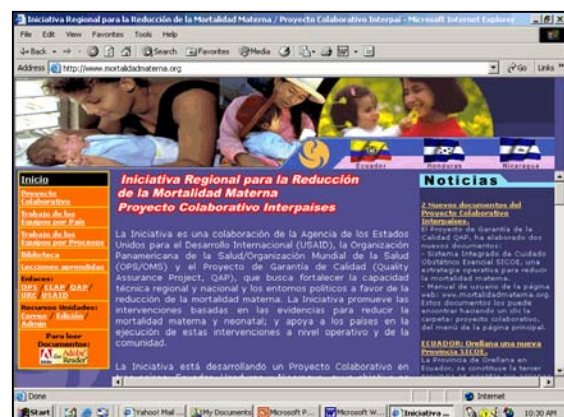 Iniciativa Regional para la Reducción de la Mortalidad Materna / Proyecto Colaborativo Interpaí - Microsoft Internet Explorer
File Edit View Favorites Tools Help
Back Search Favorites Media
Address http://www.mortalidadmaterna.org Go Links
Ecuador Honduras Nicaragua
Inicio
Proyecto
Colaborativo
Trabajo de los
Equipos por País
Trabajo de los
Equipos por Procesos
Biblioteca
Lecciones aprendidas
Enlaces:
OPS / CLAP / QAP /
URC / USAID
Recursos Unidades:
Correo / Edición /
Admin
Para leer
Documentos:
Get Adobe Reader
Iniciativa Regional para la Reducción
de la Mortalidad Materna
Proyecto Colaborativo Interpaíses
La Iniciativa es una colaboración de la Agencia de los Estados
Unidos para el Desarrollo Internacional (USAID), la Organización
Panamericana de la Salud/Organización Mundial de la Salud
(OPS/OMS) y el Proyecto de Garantía de Calidad (Quality
Assurance Project, QAP), que busca fortalecer la capacidad
técnica regional y nacional y los entornos políticos a favor de la
reducción de la mortalidad materna. La Iniciativa promueve las
intervenciones basadas en las evidencias para reducir la
mortalidad materna y neonatal; y apoya a los países en la
ejecución de estas intervenciones a nivel operativo y de la
comunidad.
La Iniciativa está desarrollando un Proyecto Colaborativo en
Noticias
2 Nuevos documentos del
Proyecto Colaborativo
Interpaíses.
El Proyecto de Garantía de la
Calidad QAP, ha elaborado dos
nuevos documentos:
- Sistema Integrado de Cuidado
Obstétrico Esencial SICOE, una
estrategia operativa para reducir
la mortalidad materna.
- Manual de usuario de la página
web: www.mortalidadmaterna.org
Estos documentos los puede
encontrar haciendo un clic la
carpeta: proyecto colaborativo,
del menú de la página principal.
ECUADOR: Orellana una nueva
Provincia SICOE.
La Provincia de Orellana en
Ecuador, se constituye la tercer
Done Internet
Start Yahoo! Mail ... My Documents Microsoft P... Microsoft W... Iniciativa ... 10:30 AM